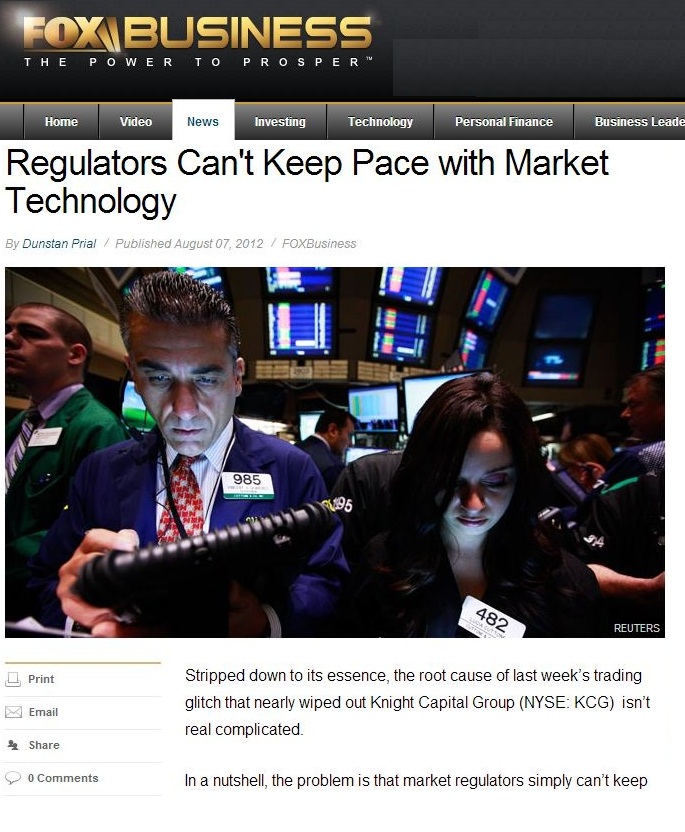 FOX BUSINESS
THE POWER TO PROSPER™
Home Video News Investing Technology Personal Finance Business Leade
Regulators Can't Keep Pace with Market
Technology
By Dunstan Prial / Published August 07, 2012 / FOXBusiness
985
95
482
REUTERS
Print
Email
Share
0 Comments
Stripped down to its essence, the root cause of last week's trading
glitch that nearly wiped out Knight Capital Group (NYSE: KCG) isn't
real complicated.
In a nutshell, the problem is that market regulators simply can't keep